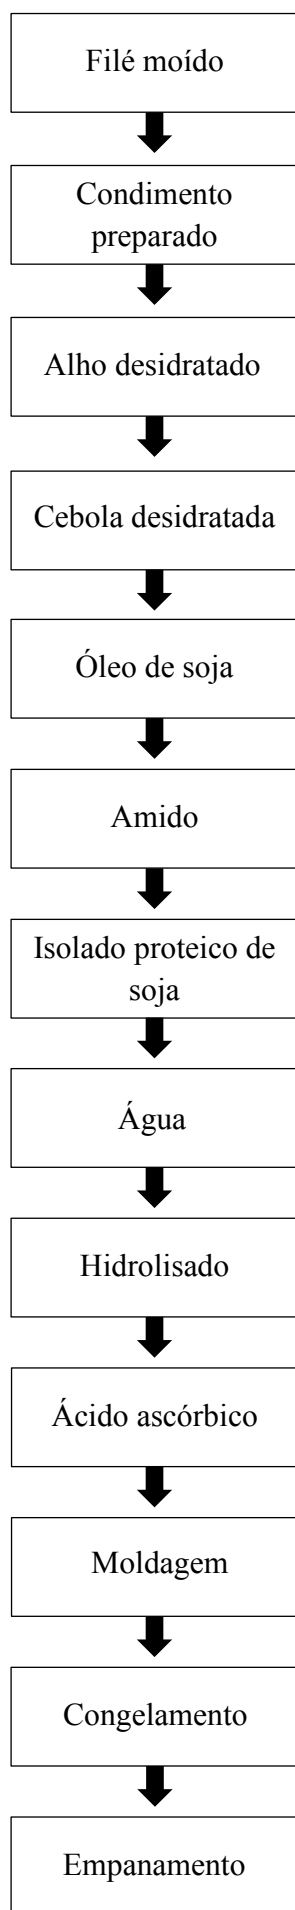 Filé moído
Condimento
preparado
Alho desidratado
Cebola desidratada
Óleo de soja
Amido
Isolado proteico de
soja
Água
Hidrolisado
Ácido ascórbico
Moldagem
Congelamento
Empanamento